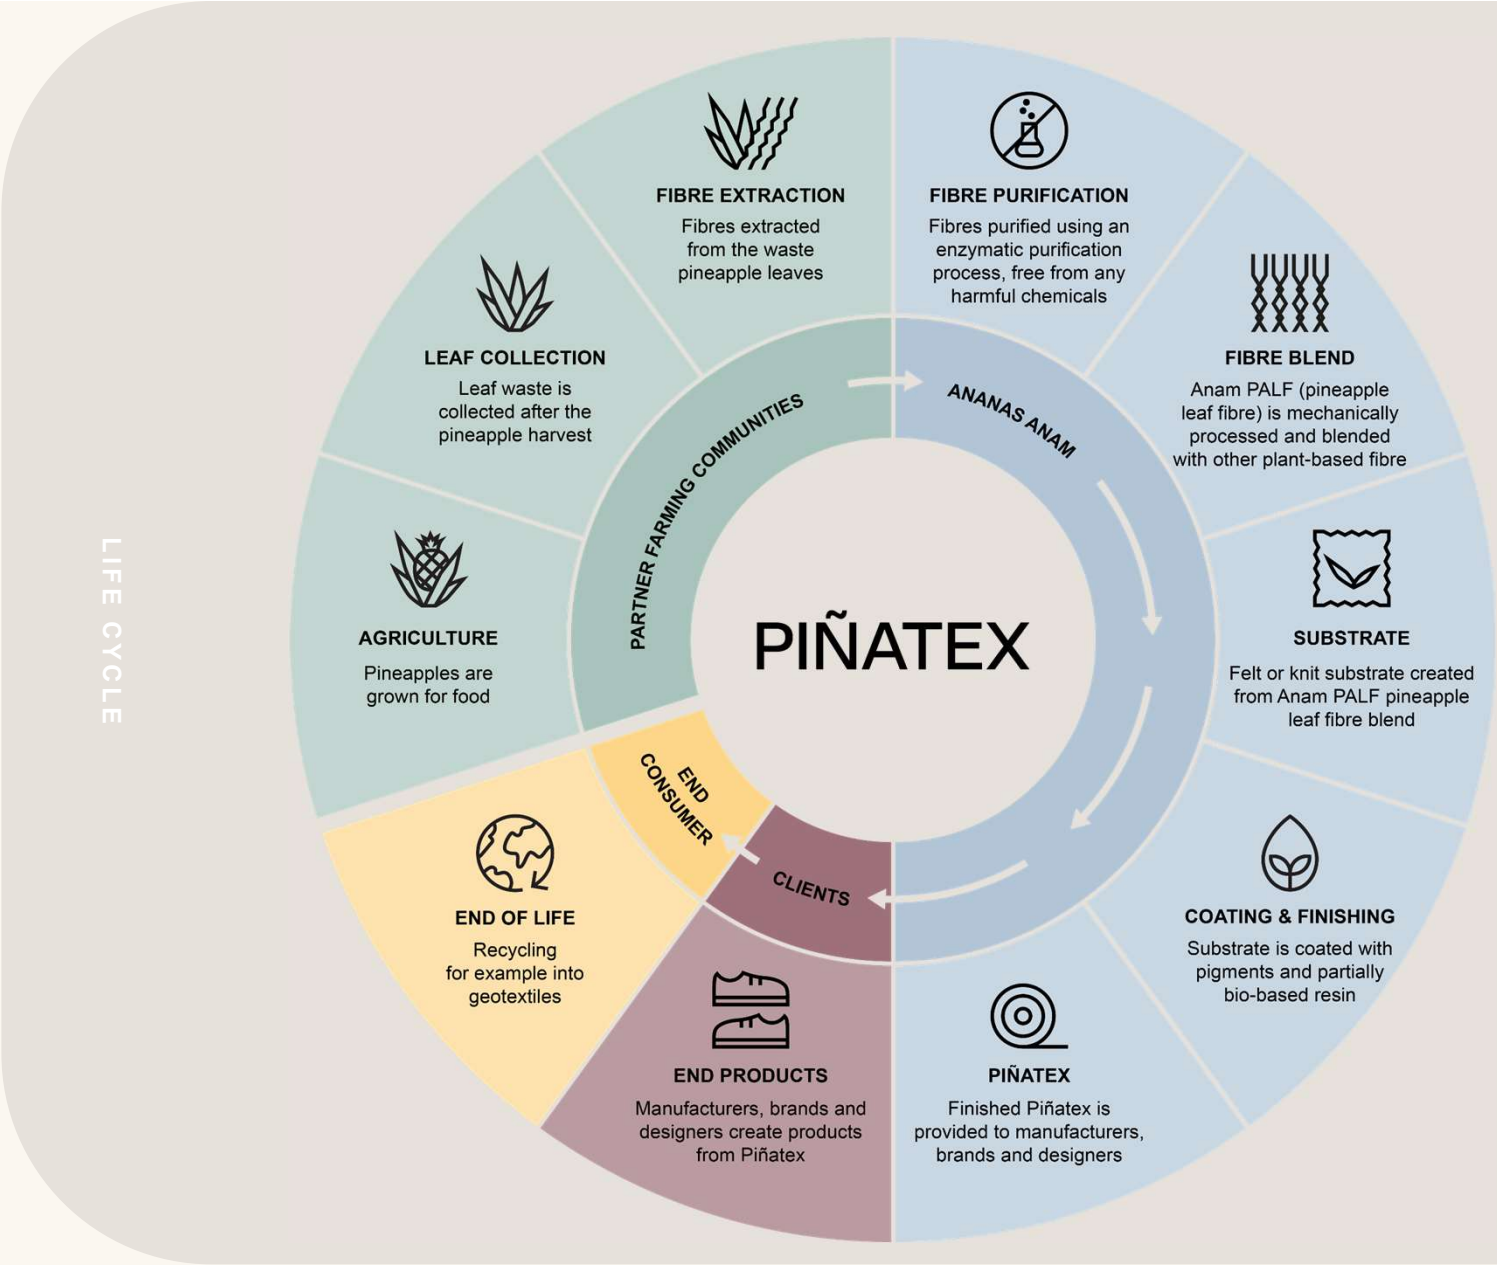 LIFE CYCLE
PIÑATEX
PARTNER FARMING COMMUNITIES
ANANAS ANAM
CLIENTS
END
CONSUMER
AGRICULTURE
Pineapples are
grown for food
LEAF COLLECTION
Leaf waste is
collected after the
pineapple harvest
FIBRE EXTRACTION
Fibres extracted
from the waste
pineapple leaves
FIBRE PURIFICATION
Fibres purified using an
enzymatic purification
process, free from any
harmful chemicals
FIBRE BLEND
Anam PALF (pineapple
leaf fibre) is mechanically
processed and blended
with other plant-based fibre
SUBSTRATE
Felt or knit substrate created
from Anam PALF pineapple
leaf fibre blend
COATING & FINISHING
Substrate is coated with
pigments and partially
bio-based resin
PIÑATEX
Finished Piñatex is
provided to manufacturers,
brands and designers
END PRODUCTS
Manufacturers, brands and
designers create products
from Piñatex
END OF LIFE
Recycling
for example into
geotextiles